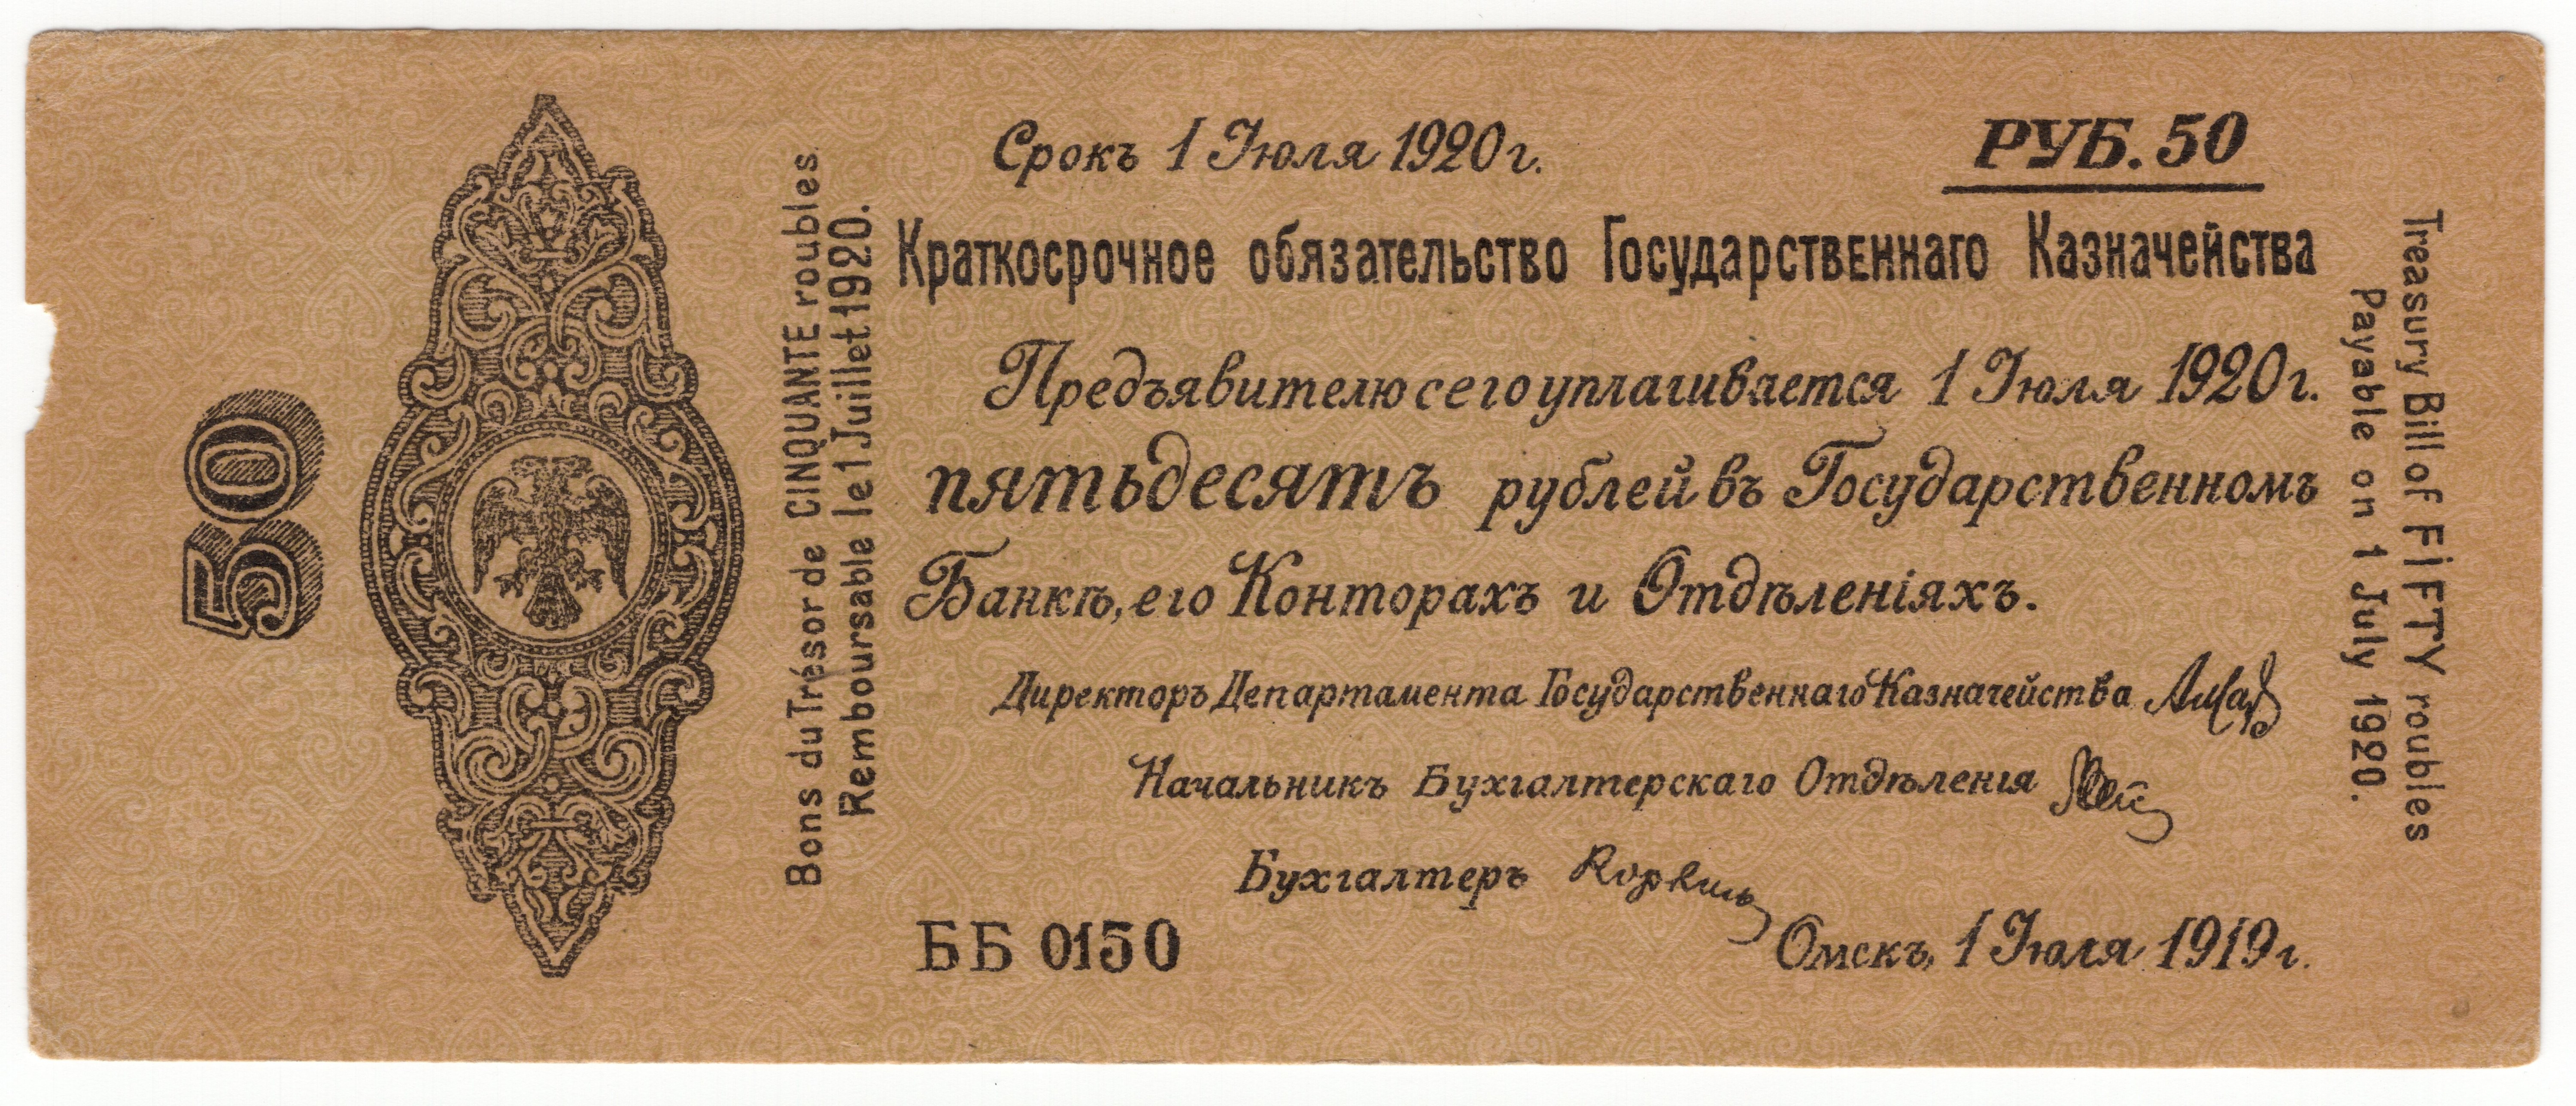 50
Bons du Trésor de CINQUANTE roubles
Remboursable le 1 Juillet 1920.
Срокъ 1 Июля 1920 г.
РУБ. 50
Краткосрочное обязательство Государственнаго Казначейства
Предъявителю сего уплачивается 1 Июля 1920 г.
пятьдесятъ рублей въ Государственномъ
Банкѣ, его Конторахъ и Отдѣленіяхъ.
Директоръ Департамента Государственнаго Казначейства
Начальникъ Бухгалтерскаго Отдѣленія
Бухгалтеръ
ББ 0150
Омскъ, 1 Июля 1919 г.
Treasury Bill of FiFTY roubles
Payable on 1 July 1920.